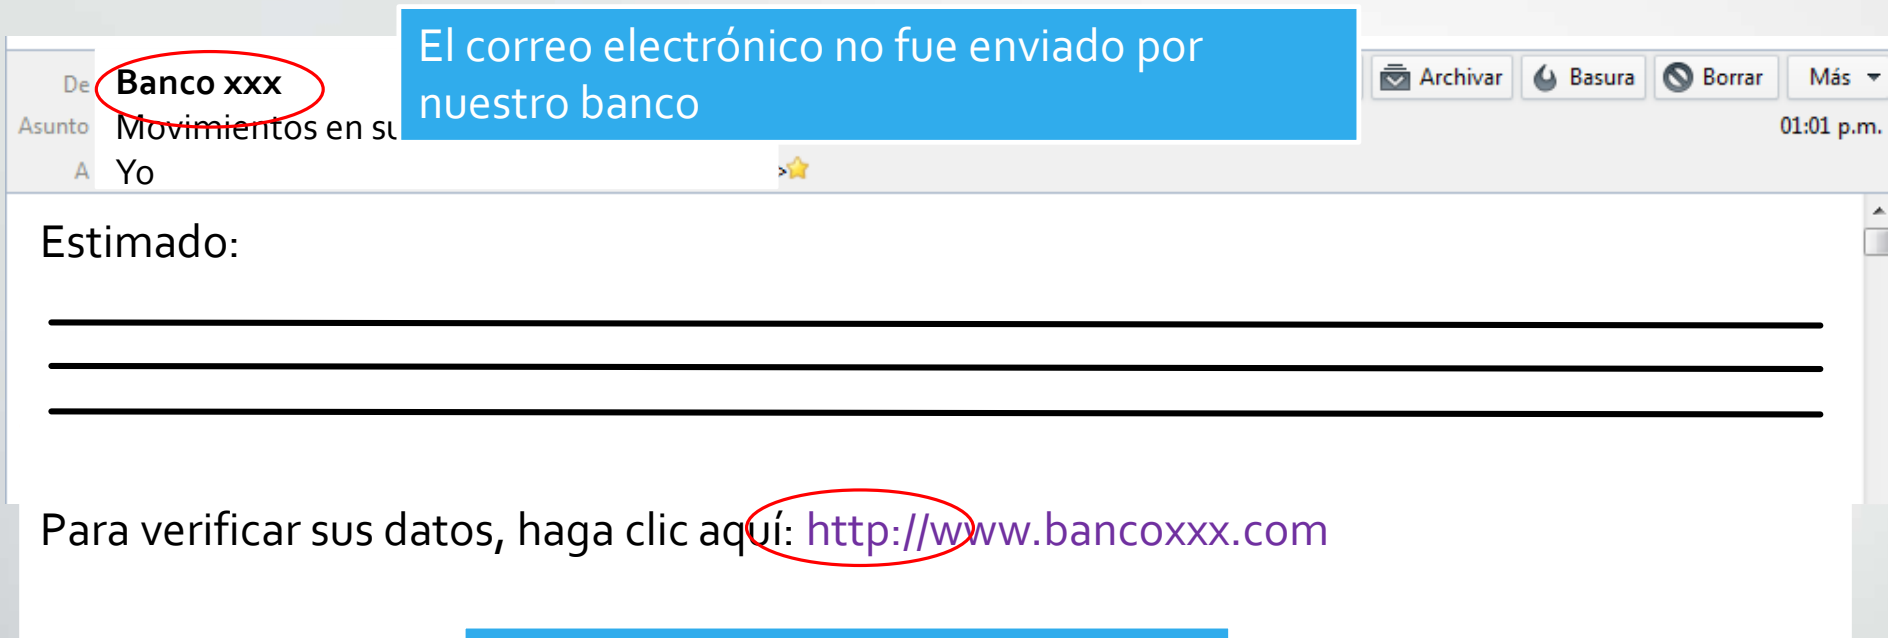 El correo electrónico no fue enviado por
nuestro banco
De Banco xxx
Archivar Basura Borrar Más
Asunto Movimientos en su
01:01 p.m.
A Yo
Estimado:
Para verificar sus datos, haga clic aquí: http://www.bancoxxx.com